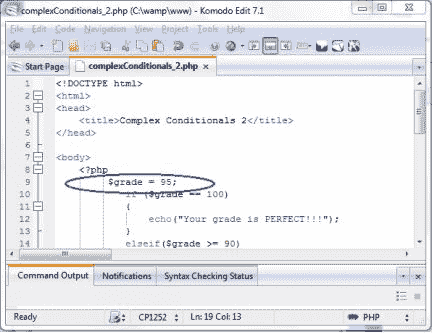 complexConditionals_2.php (C:\wamp\www) - Komodo Edit 7.1
File Edit Code Navigation View Project Tools Help
Start Page complexConditionals_2.php ×
1 <!DOCTYPE html>
2 <html>
3 <head>
4 <title>Complex Conditionals 2</title>
5 </head>
6
7 <body>
8 <?php
9 $grade = 95;
10 if ($grade == 100)
11 {
12 echo("Your grade is PERFECT!!!");
13 }
14 elseif($grade >= 90)
Command Output Notifications Syntax Checking Status
Ready CP1252 Ln: 19 Col: 13 PHP